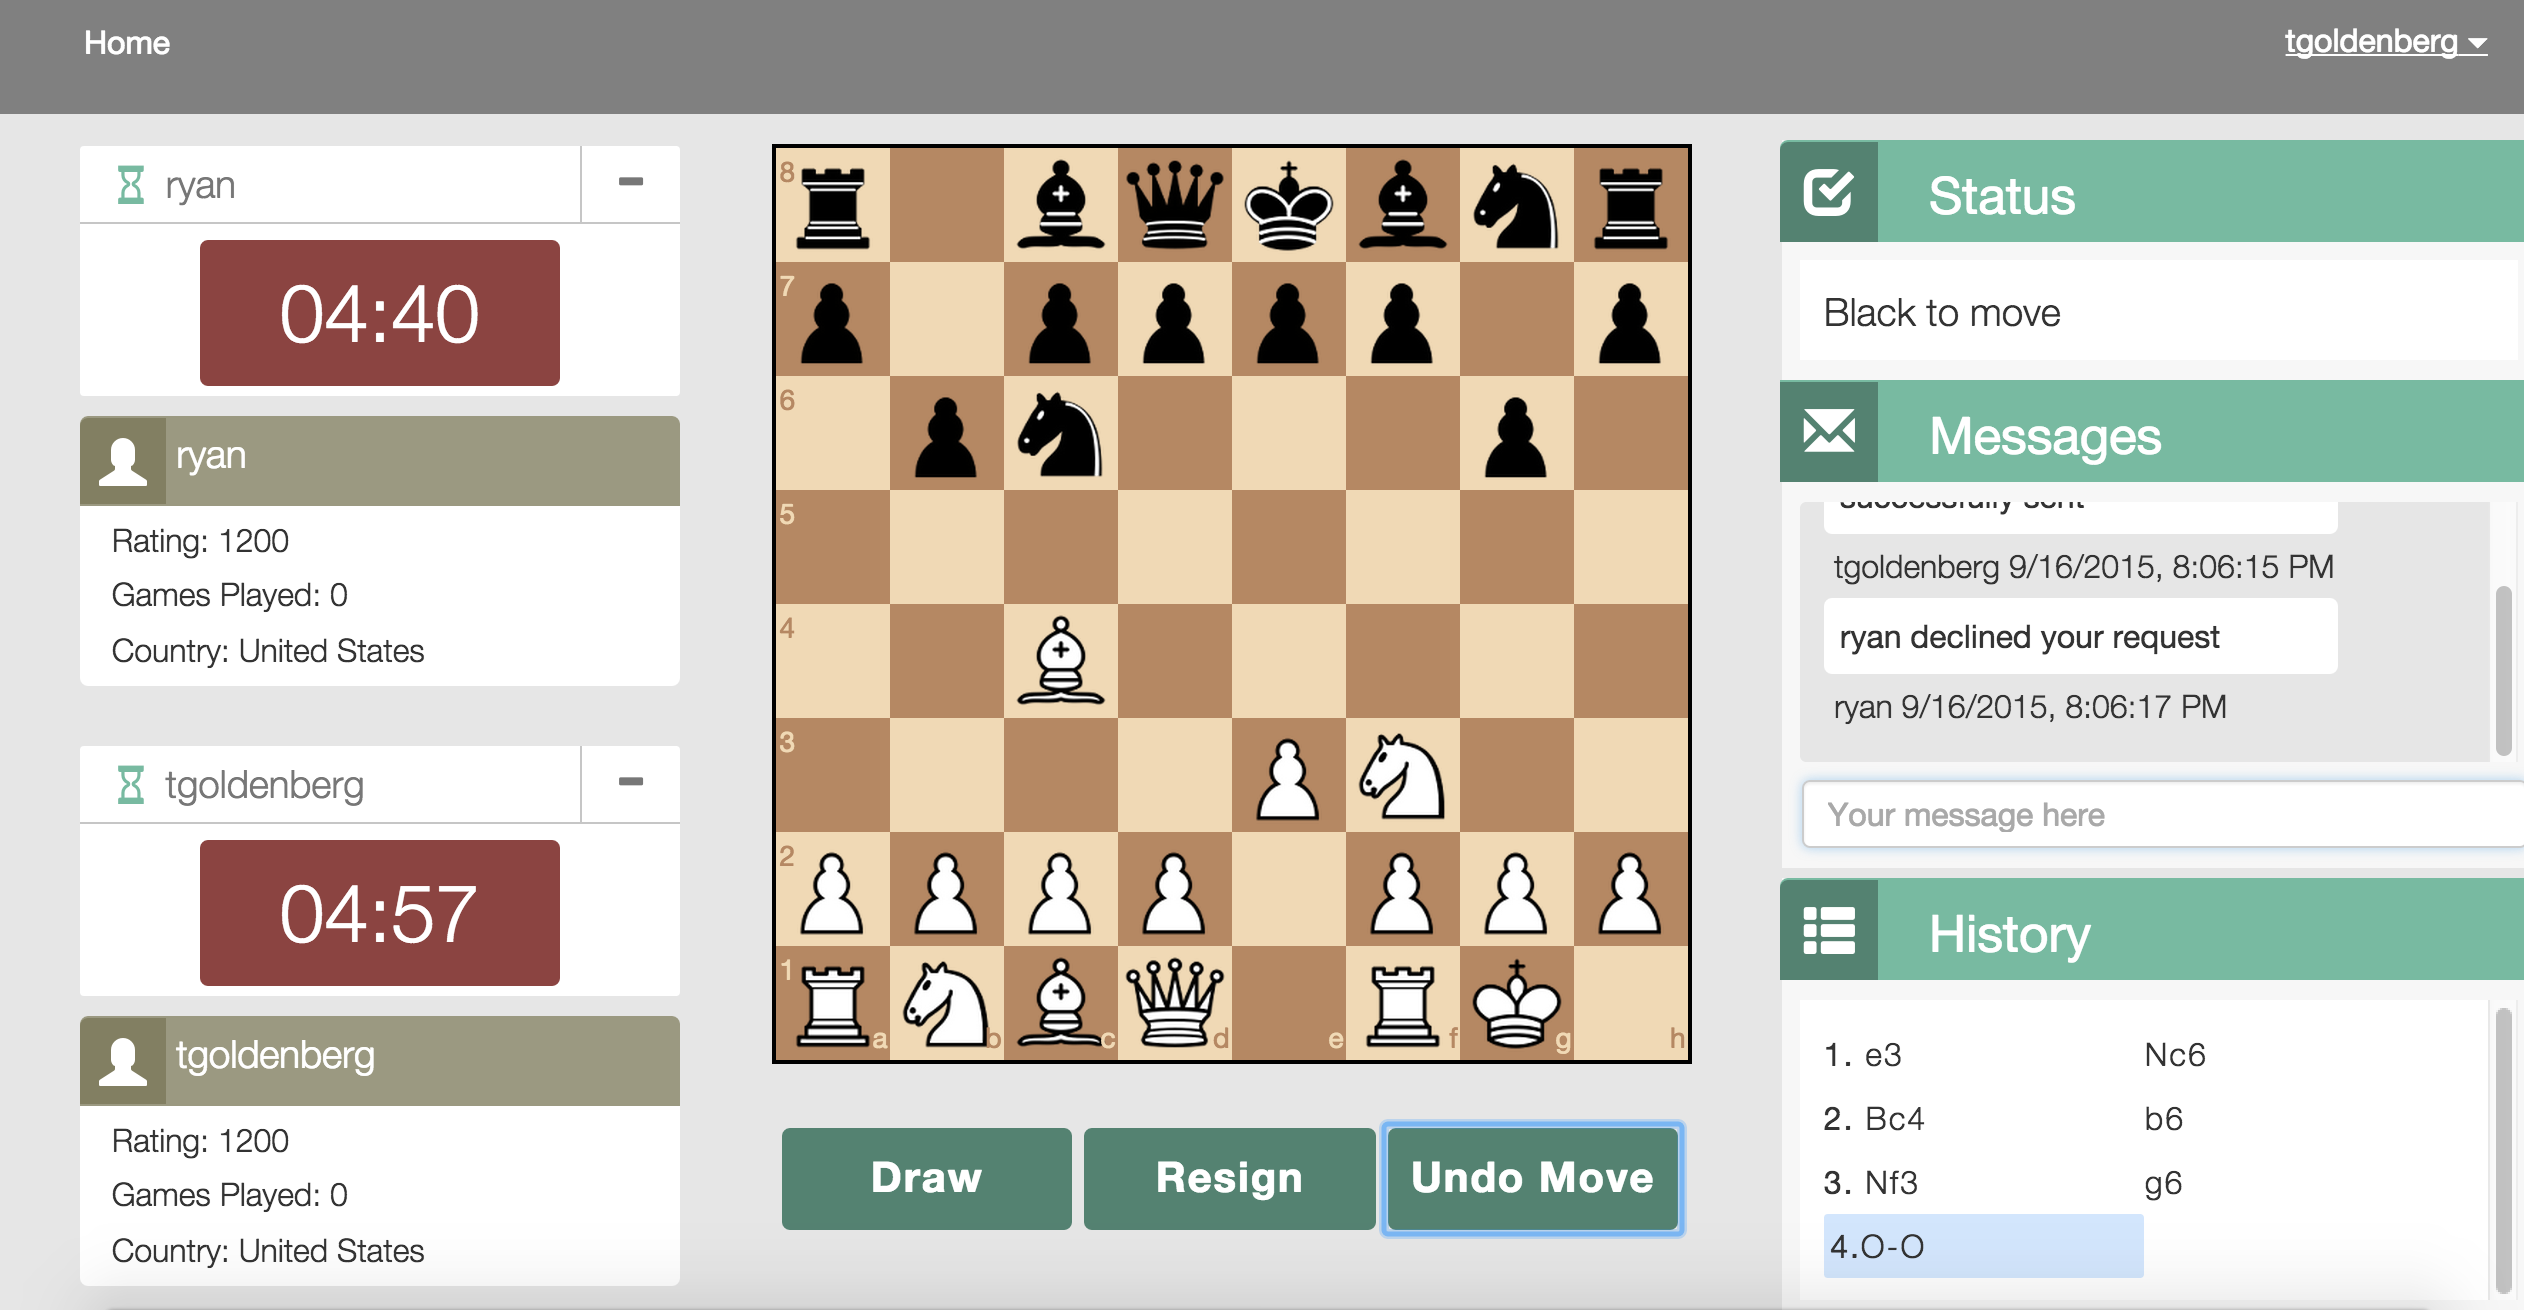 Home
tgoldenberg
ryan
04:40
ryan
Rating: 1200
Games Played: 0
Country: United States
tgoldenberg
04:57
tgoldenberg
Rating: 1200
Games Played: 0
Country: United States
8
7
6
5
4
3
2
1
a b c d e f g h
Draw Resign Undo Move
Status
Black to move
Messages
successfully sent
tgoldenberg 9/16/2015, 8:06:15 PM
ryan declined your request
ryan 9/16/2015, 8:06:17 PM
Your message here
History
1. e3 Nc6
2. Bc4 b6
3. Nf3 g6
4.O-O